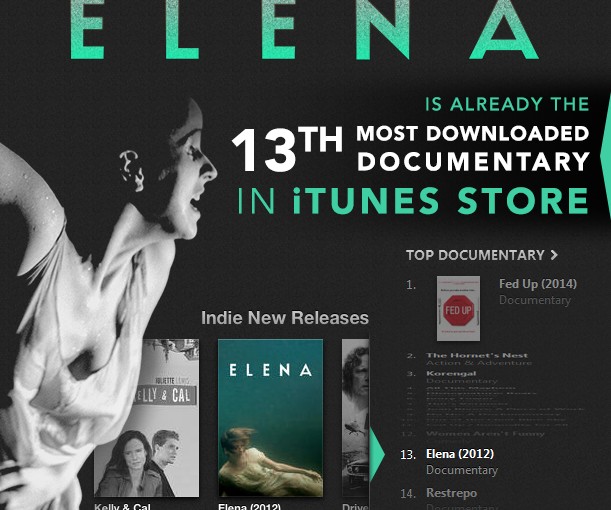 ELENA
IS ALREADY THE
13TH MOST DOWNLOADED
DOCUMENTARY
IN iTUNES STORE
TOP DOCUMENTARY >
1. Fed Up (2014)
Documentary
FED UP
Indie New Releases
JULIETTE LEWIS
KELLY & CAL
ELENA
2. The Hornet's Nest
Action & Adventure
3. Korengal
Documentary
12. Women Aren't Funny
13. Elena (2012)
Documentary
14. Restrepo
Kelly & Cal
Elena (2012)
Drive